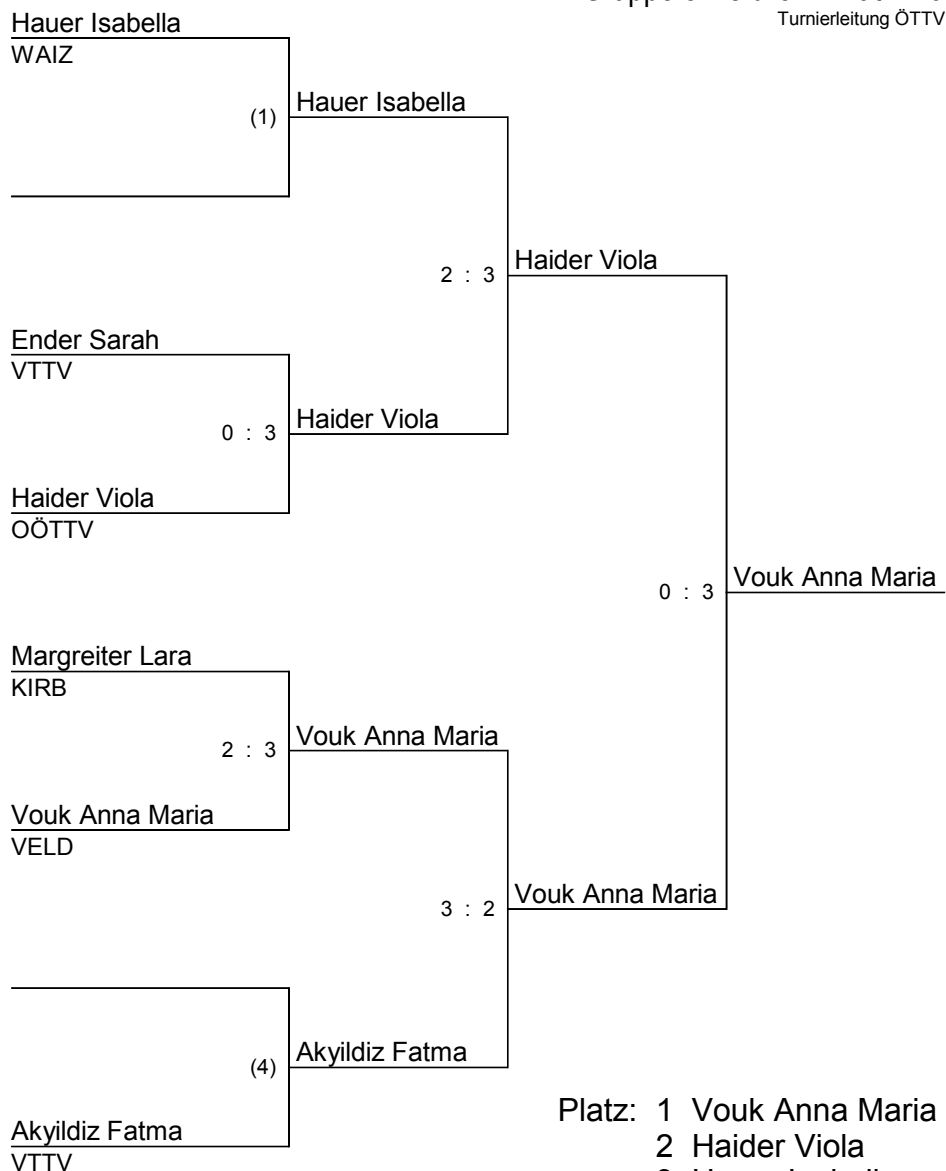 Turnierleitung ÖTTV
Hauer Isabella
WAIZ
(1)
Hauer Isabella
2 : 3
Haider Viola
Ender Sarah
VTTV
0 : 3
Haider Viola
Haider Viola
OÖTTV
0 : 3
Vouk Anna Maria
Margreiter Lara
KIRB
2 : 3
Vouk Anna Maria
Vouk Anna Maria
VELD
3 : 2
Vouk Anna Maria
(4)
Akyildiz Fatma
Akyildiz Fatma
VTTV
Platz: 1 Vouk Anna Maria
2 Haider Viola